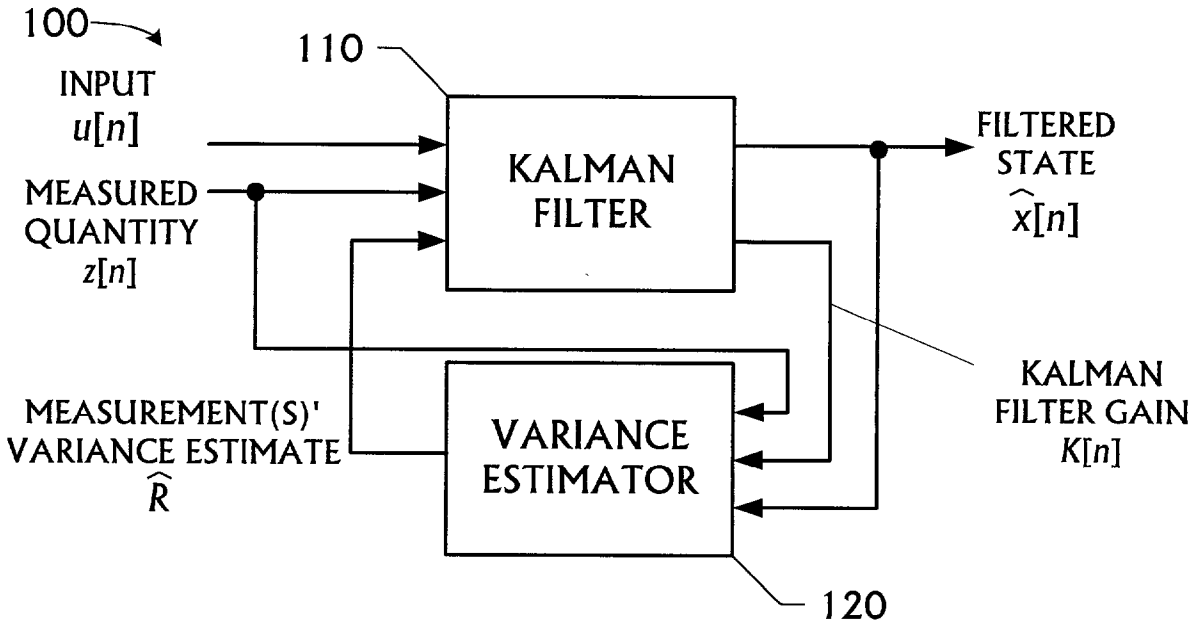 100
INPUT
u[n]
MEASURED
QUANTITY
z[n]
110
KALMAN
FILTER
FILTERED
STATE
x̂[n]
MEASUREMENT(S)'
VARIANCE ESTIMATE
R̂
VARIANCE
ESTIMATOR
KALMAN
FILTER GAIN
K[n]
120